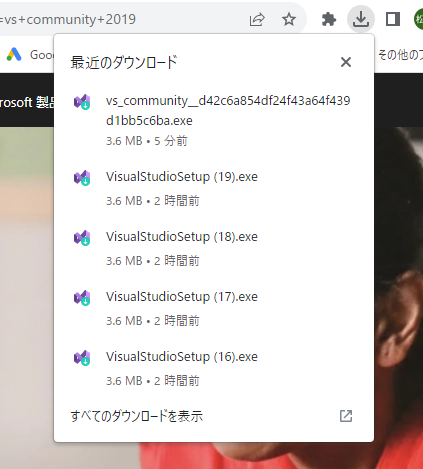 =vs+community+2019
松
Goo
その他のブ
rosoft 製品
最近のダウンロード
vs_community__d42c6a854df24f43a64f439
d1bb5c6ba.exe
3.6 MB • 5 分前
VisualStudioSetup (19).exe
3.6 MB • 2 時間前
VisualStudioSetup (18).exe
3.6 MB • 2 時間前
VisualStudioSetup (17).exe
3.6 MB • 2 時間前
VisualStudioSetup (16).exe
3.6 MB • 2 時間前
すべてのダウンロードを表示